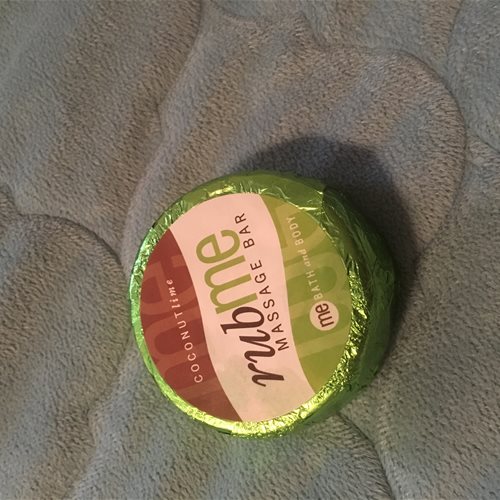 COCONUTlime
rubme
MASSAGE BAR
me BATH and BODY